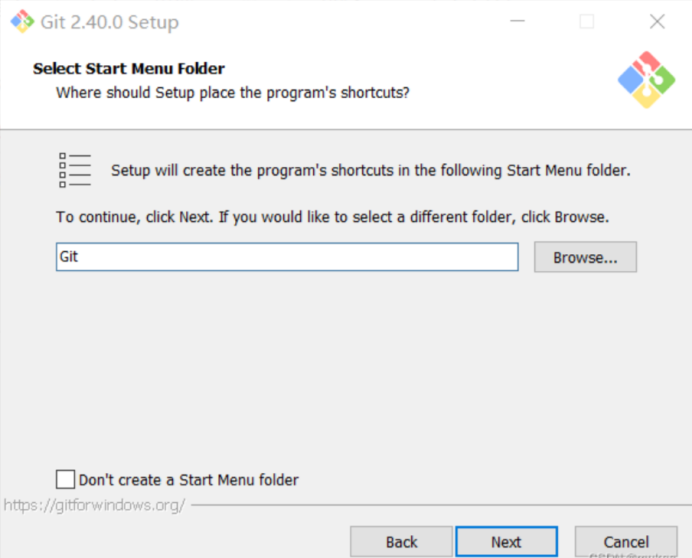 Git 2.40.0 Setup
Select Start Menu Folder
Where should Setup place the program's shortcuts?
Setup will create the program's shortcuts in the following Start Menu folder.
To continue, click Next. If you would like to select a different folder, click Browse.
Git
Browse...
Don't create a Start Menu folder
https://gitforwindows.org/
Back
Next
Cancel